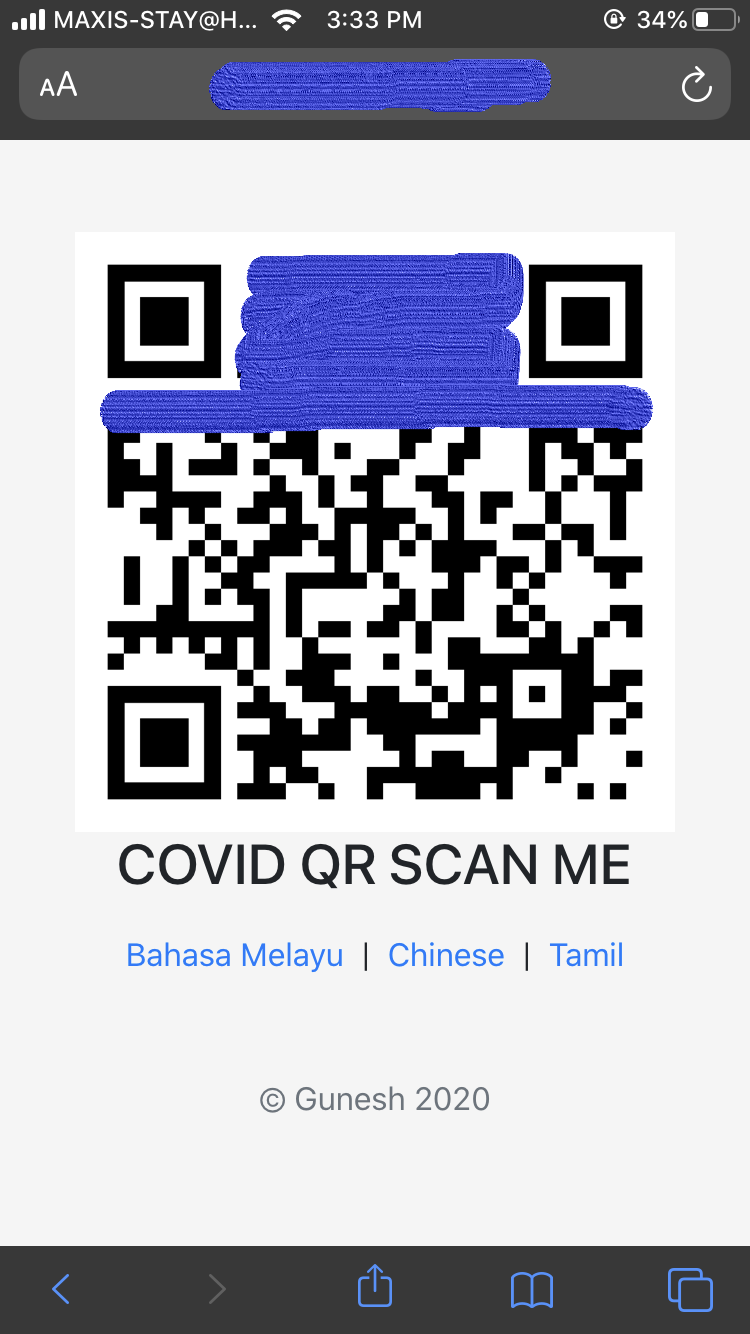 MAXIS-STAY@H... 3:33 PM 34%
AA
COVID QR SCAN ME
Bahasa Melayu | Chinese | Tamil
© Gunesh 2020